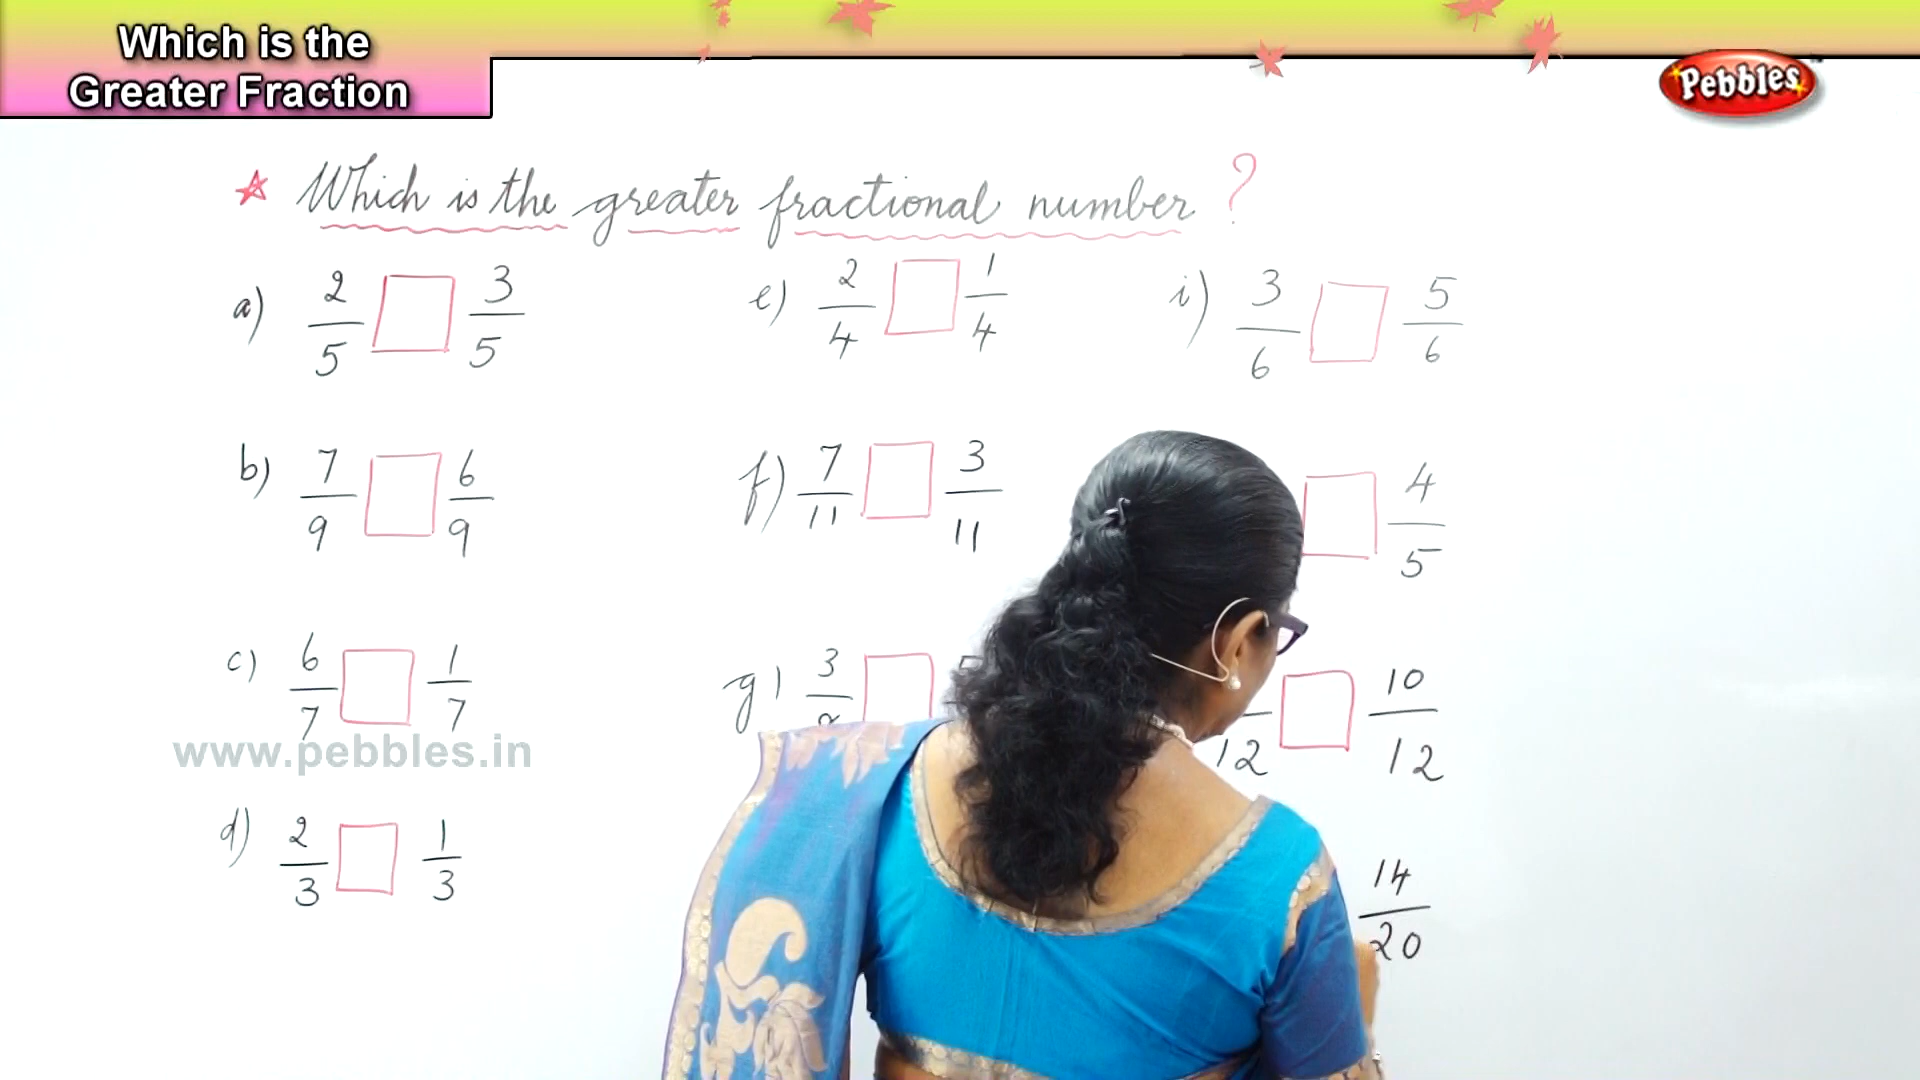 Which is the
Greater Fraction
Pebbles
Which is the greater fractional number ?
a) 2/5 □ 3/5
e) 2/4 □ 1/4
i) 3/6 □ 5/6
b) 7/9 □ 6/9
f) 7/11 □ 3/11
□ 4/5
c) 6/7 □ 1/7
g) 3/ □
/12 □ 10/12
www.pebbles.in
d) 2/3 □ 1/3
14/20